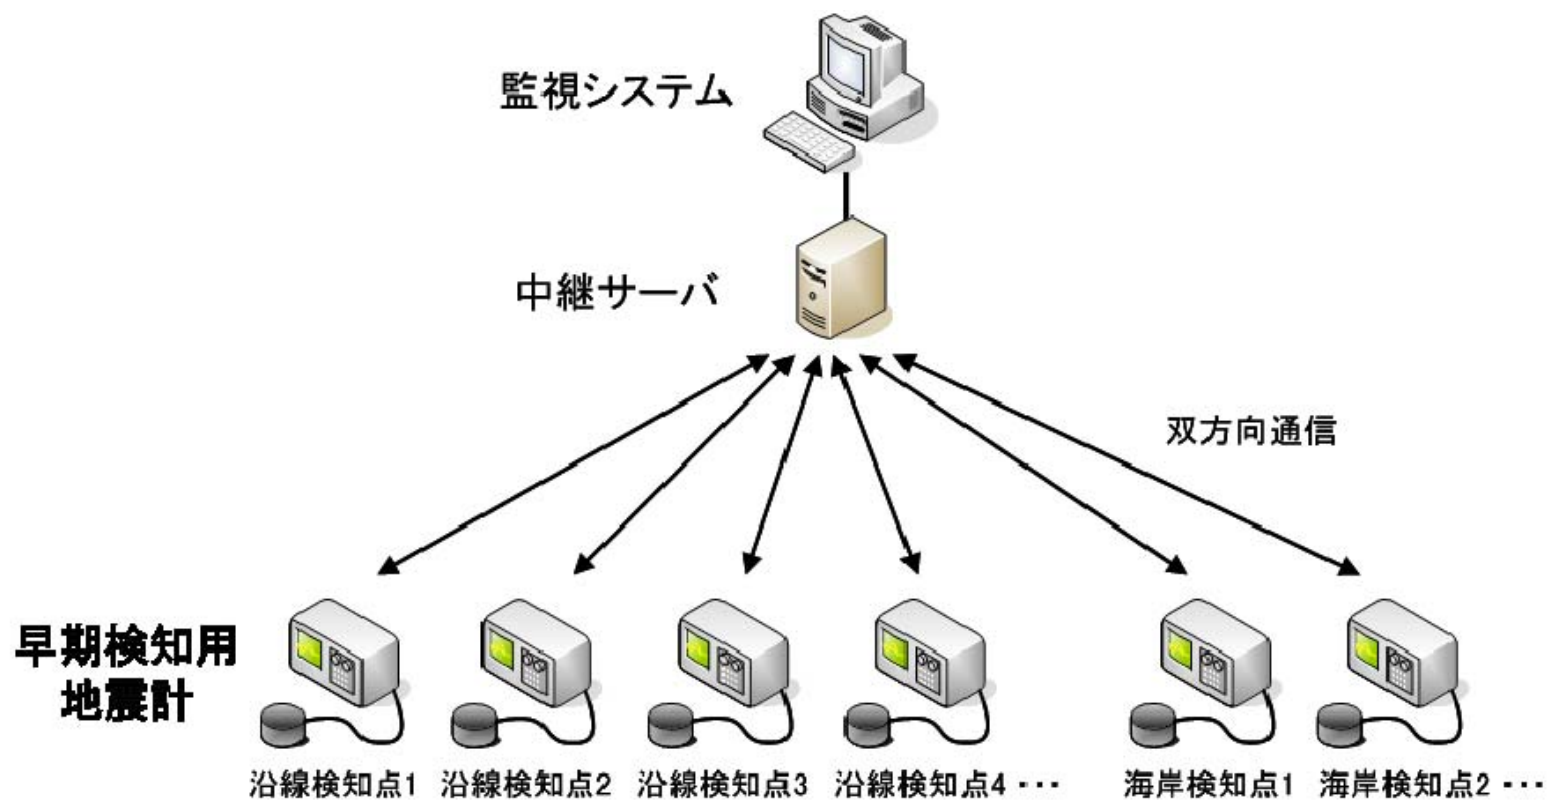 監視システム
中継サーバ
双方向通信
早期検知用
地震計
沿線検知点1 沿線検知点2 沿線検知点3 沿線検知点4 ··· 海岸検知点1 海岸検知点2 ···